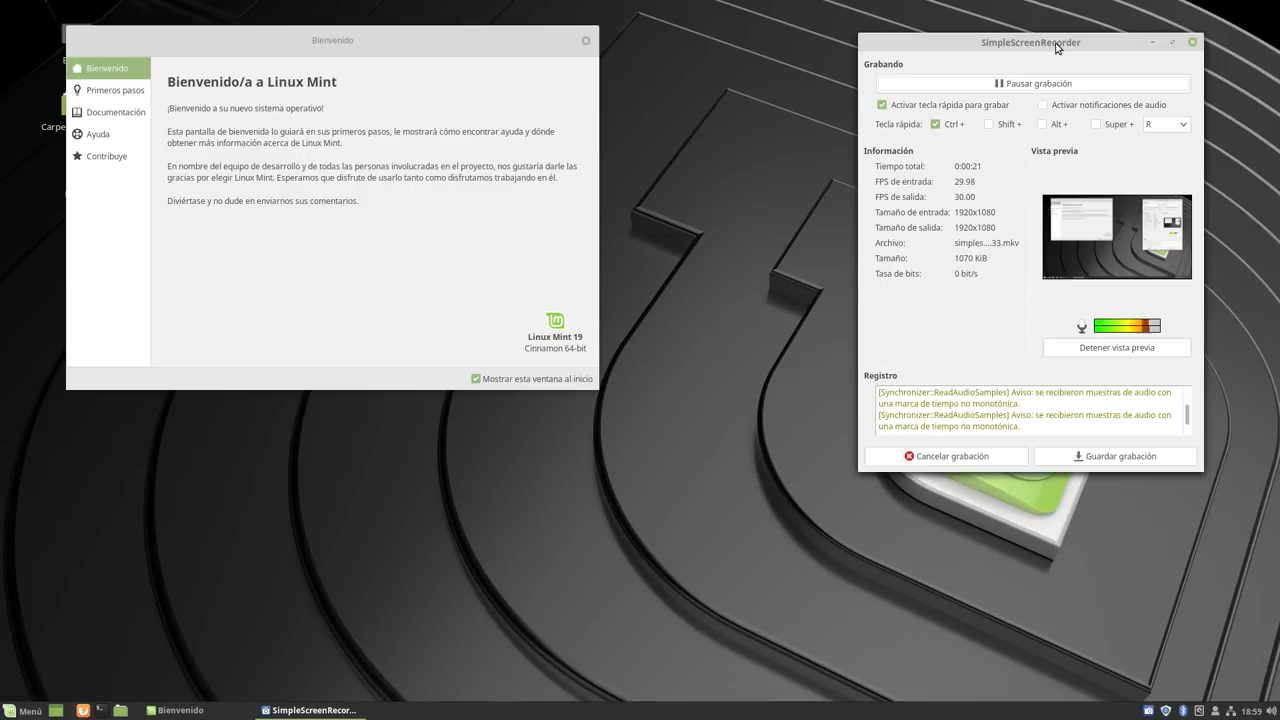 Bienvenido
Bienvenido
Primeros pasos
Documentación
Ayuda
Contribuye
Bienvenido/a a Linux Mint
¡Bienvenido a su nuevo sistema operativo!
Esta pantalla de bienvenida lo guiará en sus primeros pasos, le mostrará cómo encontrar ayuda y dónde
obtener más información acerca de Linux Mint.
En nombre del equipo de desarrollo y de todas las personas involucradas en el proyecto, nos gustaría darle las
gracias por elegir Linux Mint. Esperamos que disfrute de usarlo tanto como disfrutamos trabajando en él.
Diviértase y no dude en enviarnos sus comentarios.
Linux Mint 19
Cinnamon 64-bit
Mostrar esta ventana al inicio
Carpe
SimpleScreenRecorder
Grabando
Pausar grabación
Activar tecla rápida para grabar Activar notificaciones de audio
Tecla rápida: Ctrl + Shift + Alt + Super + R
Información
Tiempo total: 0:00:21
FPS de entrada: 29.98
FPS de salida: 30.00
Tamaño de entrada: 1920x1080
Tamaño de salida: 1920x1080
Archivo: simples....33.mkv
Tamaño: 1070 KiB
Tasa de bits: 0 bit/s
Vista previa
Detener vista previa
Registro
[Synchronizer::ReadAudioSamples] Aviso: se recibieron muestras de audio con
una marca de tiempo no monotónica.
[Synchronizer::ReadAudioSamples] Aviso: se recibieron muestras de audio con
una marca de tiempo no monotónica.
Cancelar grabación Guardar grabación
Menú Bienvenido SimpleScreenRecor... 18:59